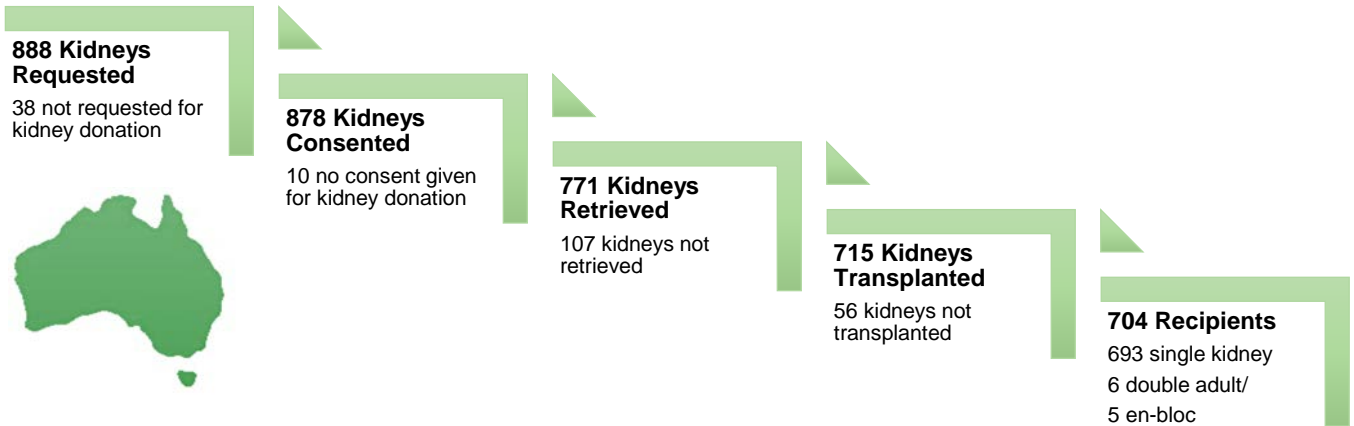 888 Kidneys
Requested
38 not requested for
kidney donation
878 Kidneys
Consented
10 no consent given
for kidney donation
771 Kidneys
Retrieved
107 kidneys not
retrieved
715 Kidneys
Transplanted
56 kidneys not
transplanted
704 Recipients
693 single kidney
6 double adult/
5 en-bloc